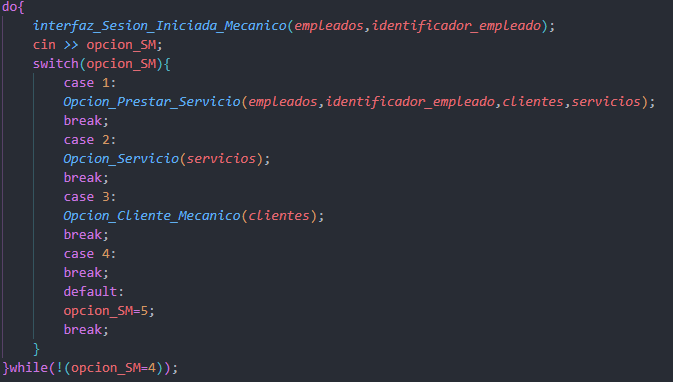 do{
interfaz_Sesion_Iniciada_Mecanico(empleados,identificador_empleado);
cin >> opcion_SM;
switch(opcion_SM){
case 1:
Opcion_Prestar_Servicio(empleados,identificador_empleado,clientes,servicios);
break;
case 2:
Opcion_Servicio(servicios);
break;
case 3:
Opcion_Cliente_Mecanico(clientes);
break;
case 4:
break;
default:
opcion_SM=5;
break;
}
}while(!(opcion_SM=4));